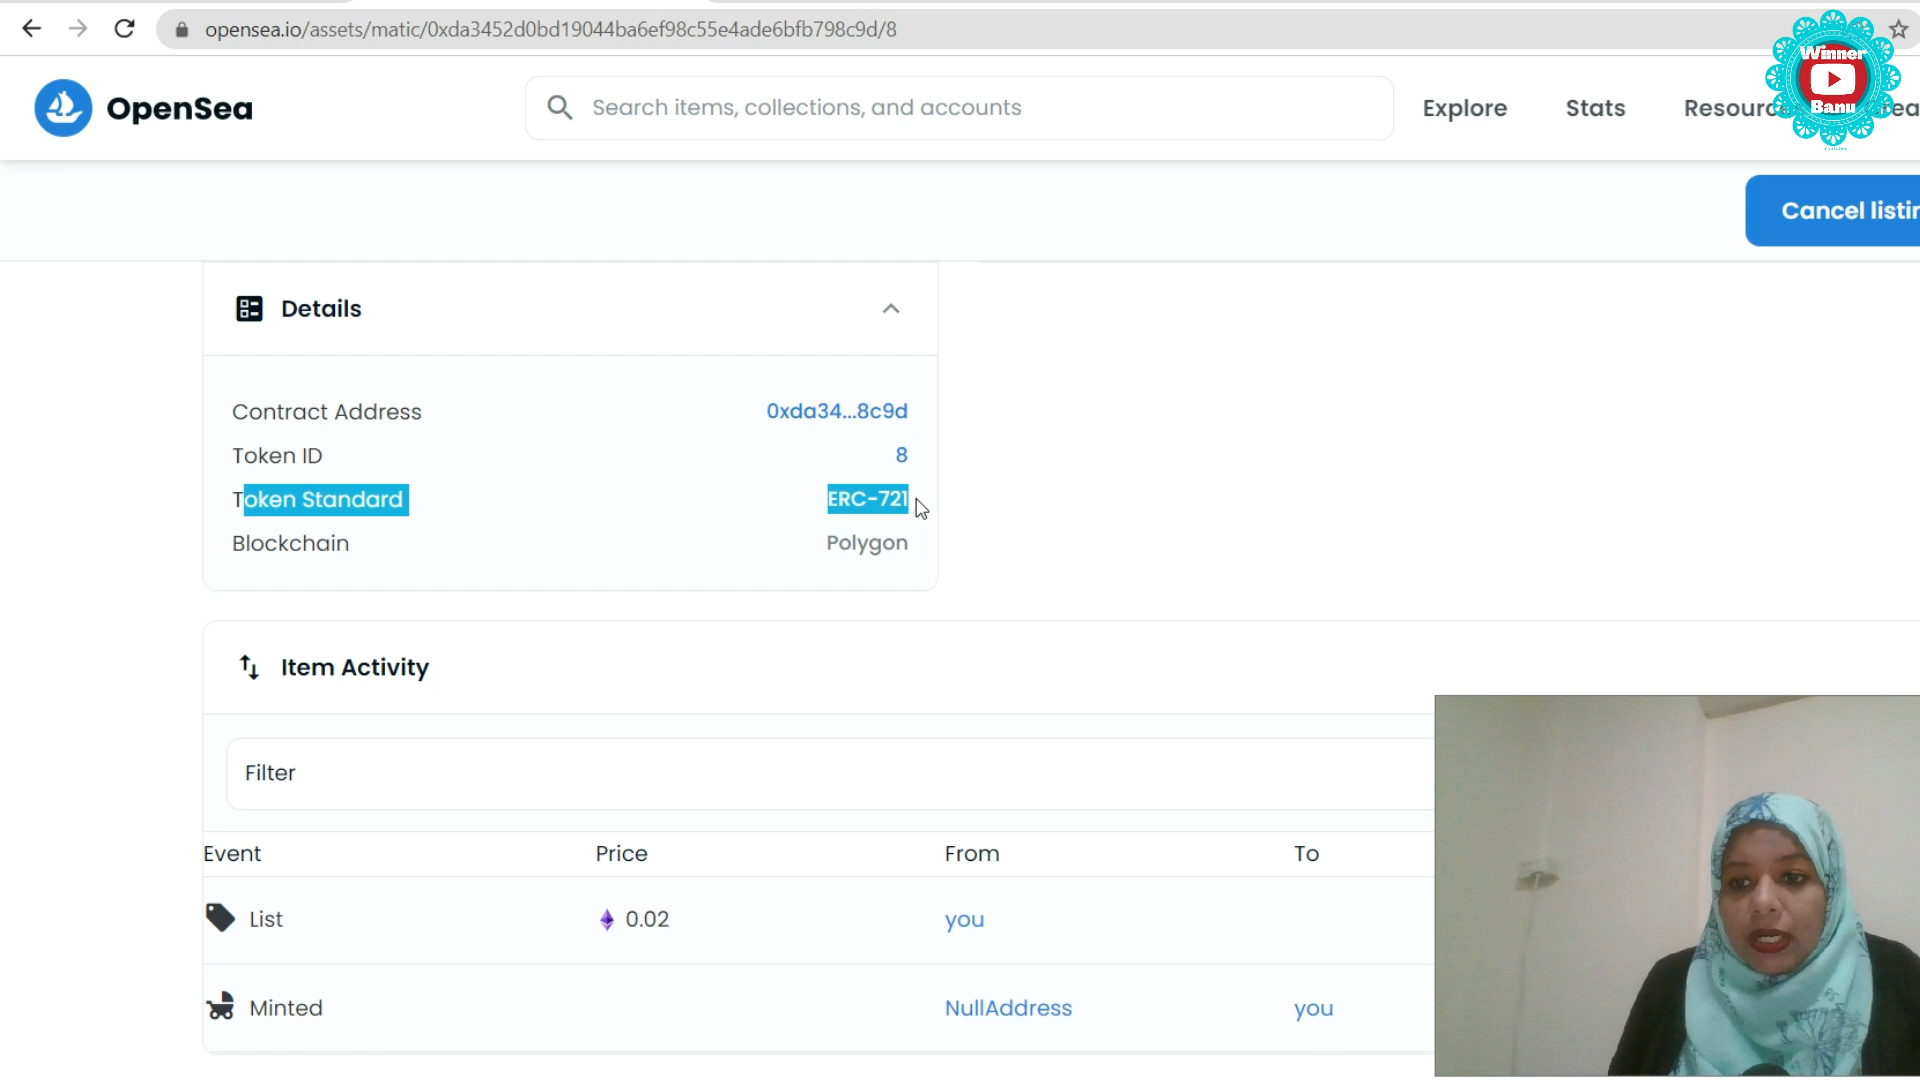 opensea.io/assets/matic/0xda3452d0bd19044ba6ef98c55e4ade6bfb798c9d/8
OpenSea
Search items, collections, and accounts
Explore
Stats
Winner
Banu
Details
Contract Address 0xda34...8c9d
Token ID 8
Token Standard ERC-721
Blockchain Polygon
Item Activity
Filter
Event Price From To
List 0.02 you
Minted NullAddress you
Cancel